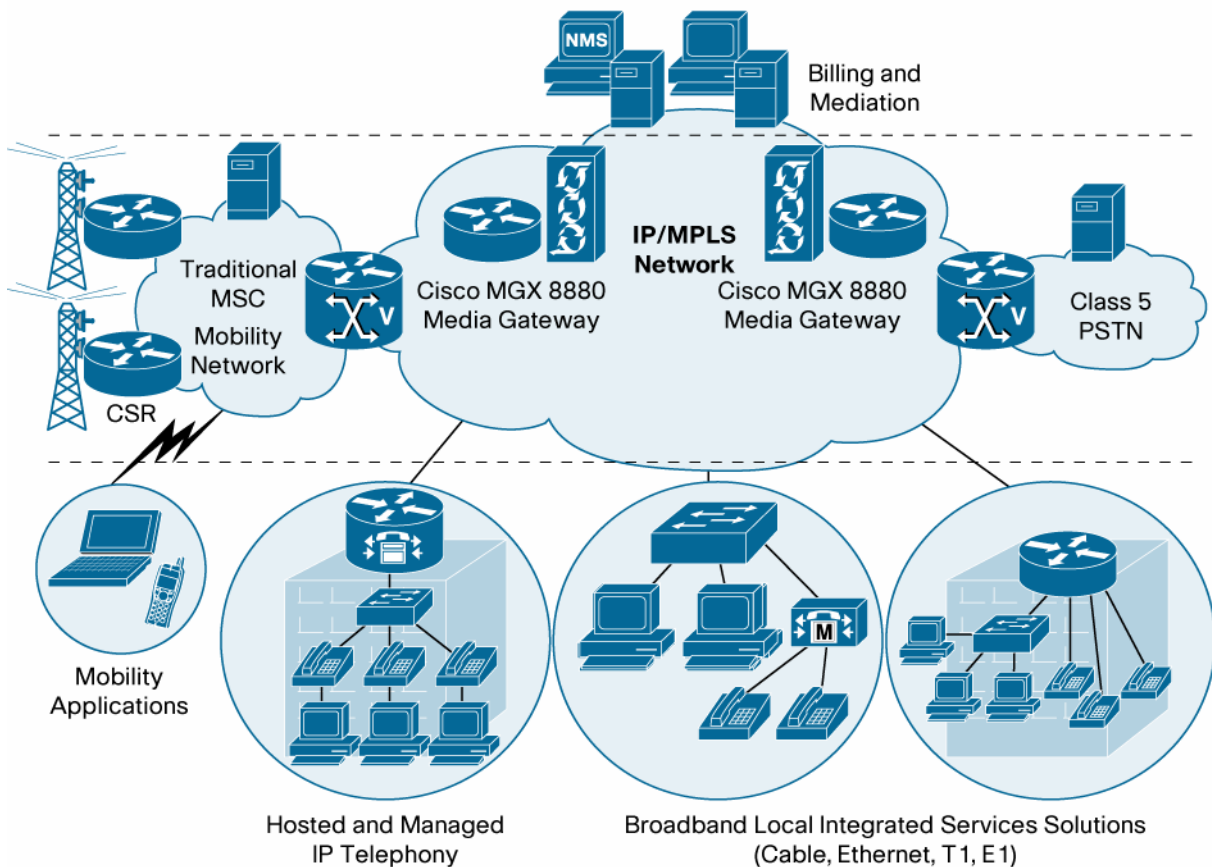 NMS
Billing and
Mediation
Traditional
MSC
Mobility
Network
CSR
V
Cisco MGX 8880
Media Gateway
IP/MPLS
Network
Cisco MGX 8880
Media Gateway
V
Class 5
PSTN
Mobility
Applications
M
Hosted and Managed
IP Telephony
Broadband Local Integrated Services Solutions
(Cable, Ethernet, T1, E1)